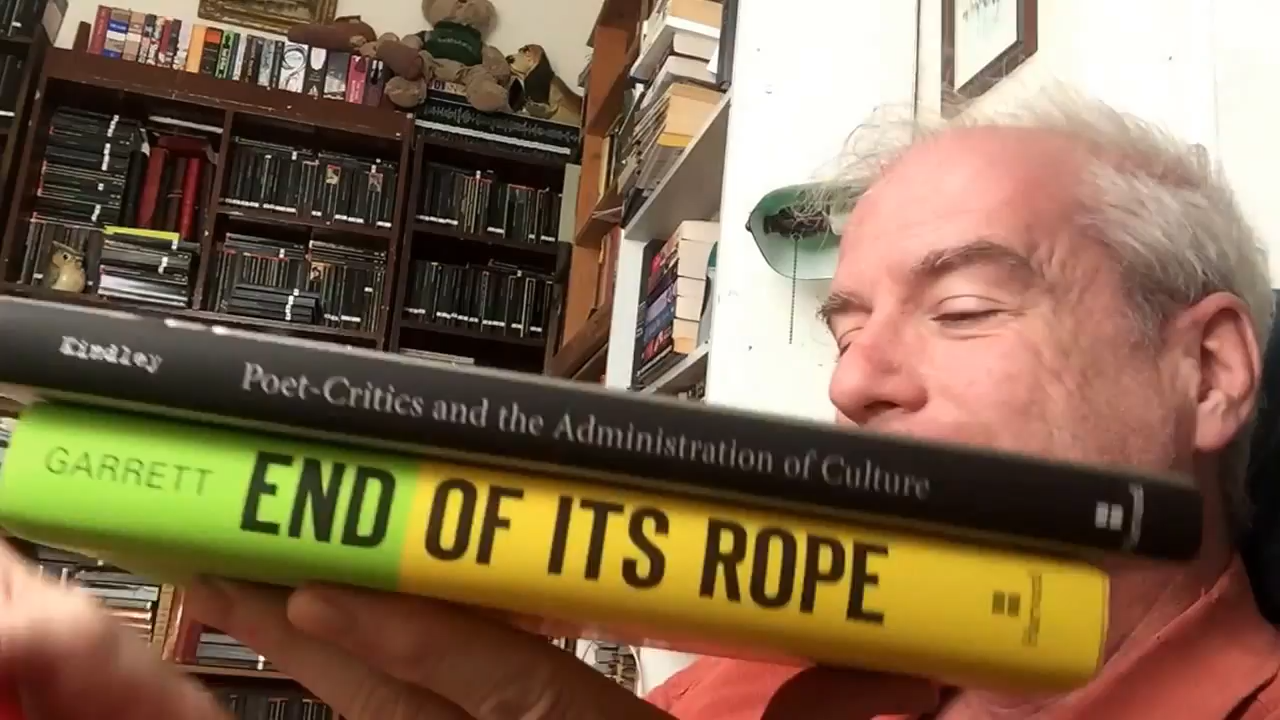 Kindley Poet-Critics and the Administration of Culture
GARRETT END OF ITS ROPE